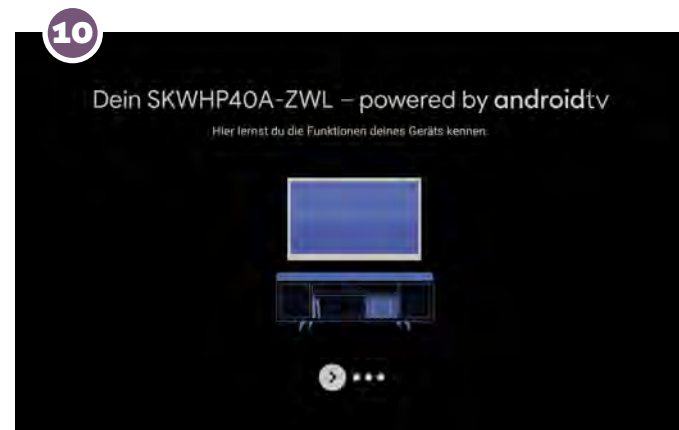 10
Dein SKWHP40A-ZWL – powered by androidtv
Hier lernst du die Funktionen deines Geräts kennen.